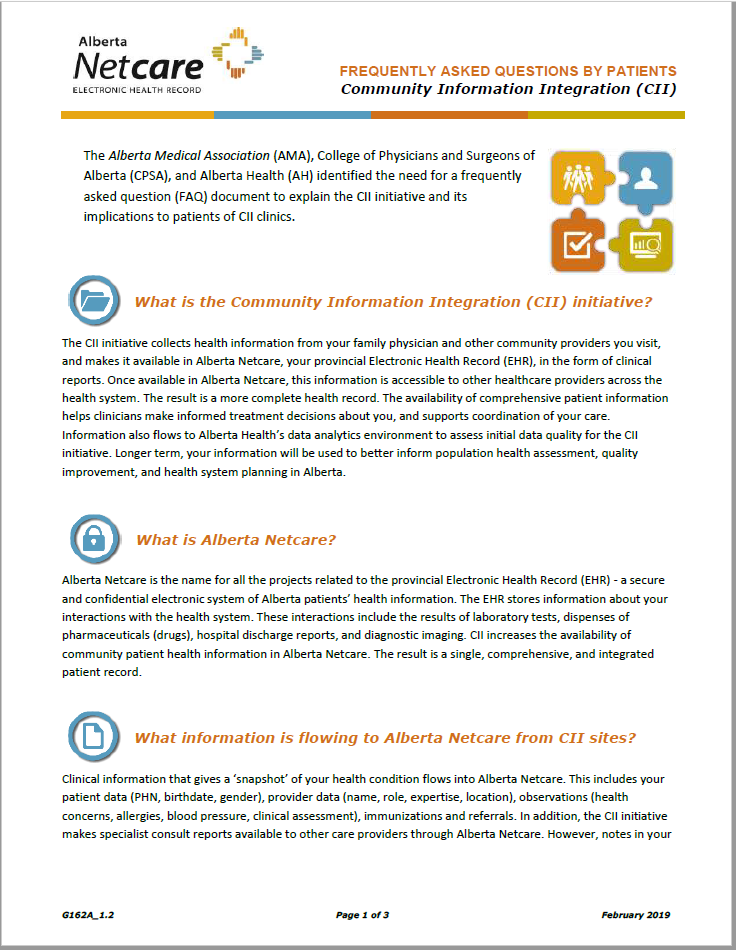 Alberta
Netcare
ELECTRONIC HEALTH RECORD
FREQUENTLY ASKED QUESTIONS BY PATIENTS
Community Information Integration (CII)
The Alberta Medical Association (AMA), College of Physicians and Surgeons of
Alberta (CPSA), and Alberta Health (AH) identified the need for a frequently
asked question (FAQ) document to explain the CII initiative and its
implications to patients of CII clinics.
What is the Community Information Integration (CII) initiative?
The CII initiative collects health information from your family physician and other community providers you visit,
and makes it available in Alberta Netcare, your provincial Electronic Health Record (EHR), in the form of clinical
reports. Once available in Alberta Netcare, this information is accessible to other healthcare providers across the
health system. The result is a more complete health record. The availability of comprehensive patient information
helps clinicians make informed treatment decisions about you, and supports coordination of your care.
Information also flows to Alberta Health’s data analytics environment to assess initial data quality for the CII
initiative. Longer term, your information will be used to better inform population health assessment, quality
improvement, and health system planning in Alberta.
What is Alberta Netcare?
Alberta Netcare is the name for all the projects related to the provincial Electronic Health Record (EHR) - a secure
and confidential electronic system of Alberta patients’ health information. The EHR stores information about your
interactions with the health system. These interactions include the results of laboratory tests, dispenses of
pharmaceuticals (drugs), hospital discharge reports, and diagnostic imaging. CII increases the availability of
community patient health information in Alberta Netcare. The result is a single, comprehensive, and integrated
patient record.
What information is flowing to Alberta Netcare from CII sites?
Clinical information that gives a ‘snapshot’ of your health condition flows into Alberta Netcare. This includes your
patient data (PHN, birthdate, gender), provider data (name, role, expertise, location), observations (health
concerns, allergies, blood pressure, clinical assessment), immunizations and referrals. In addition, the CII initiative
makes specialist consult reports available to other care providers through Alberta Netcare. However, notes in your
G162A_1.2
Page 1 of 3
February 2019